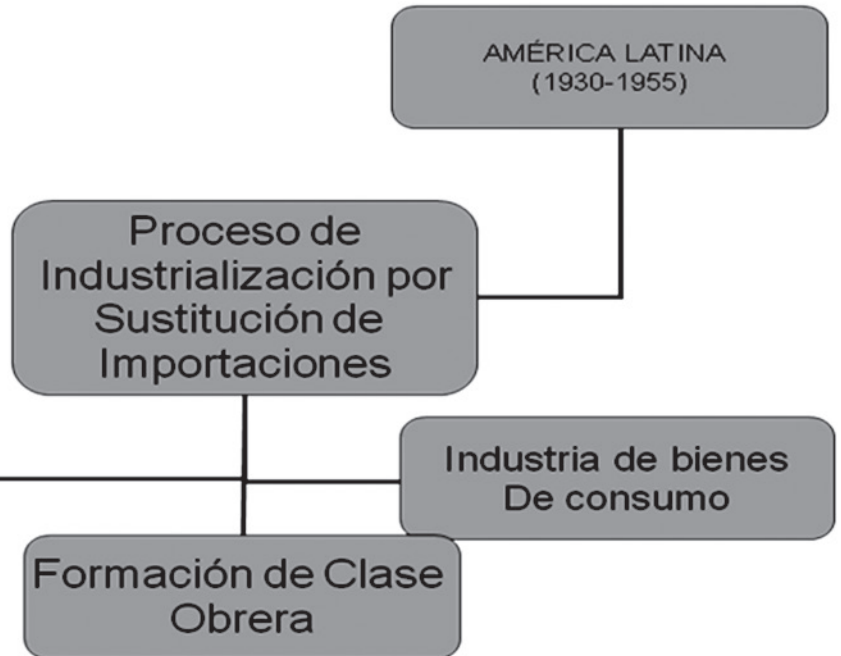 AMÉRICA LATINA
(1930-1955)
Proceso de
Industrialización por
Sustitución de
Importaciones
Industria de bienes
De consumo
Formación de Clase
Obrera